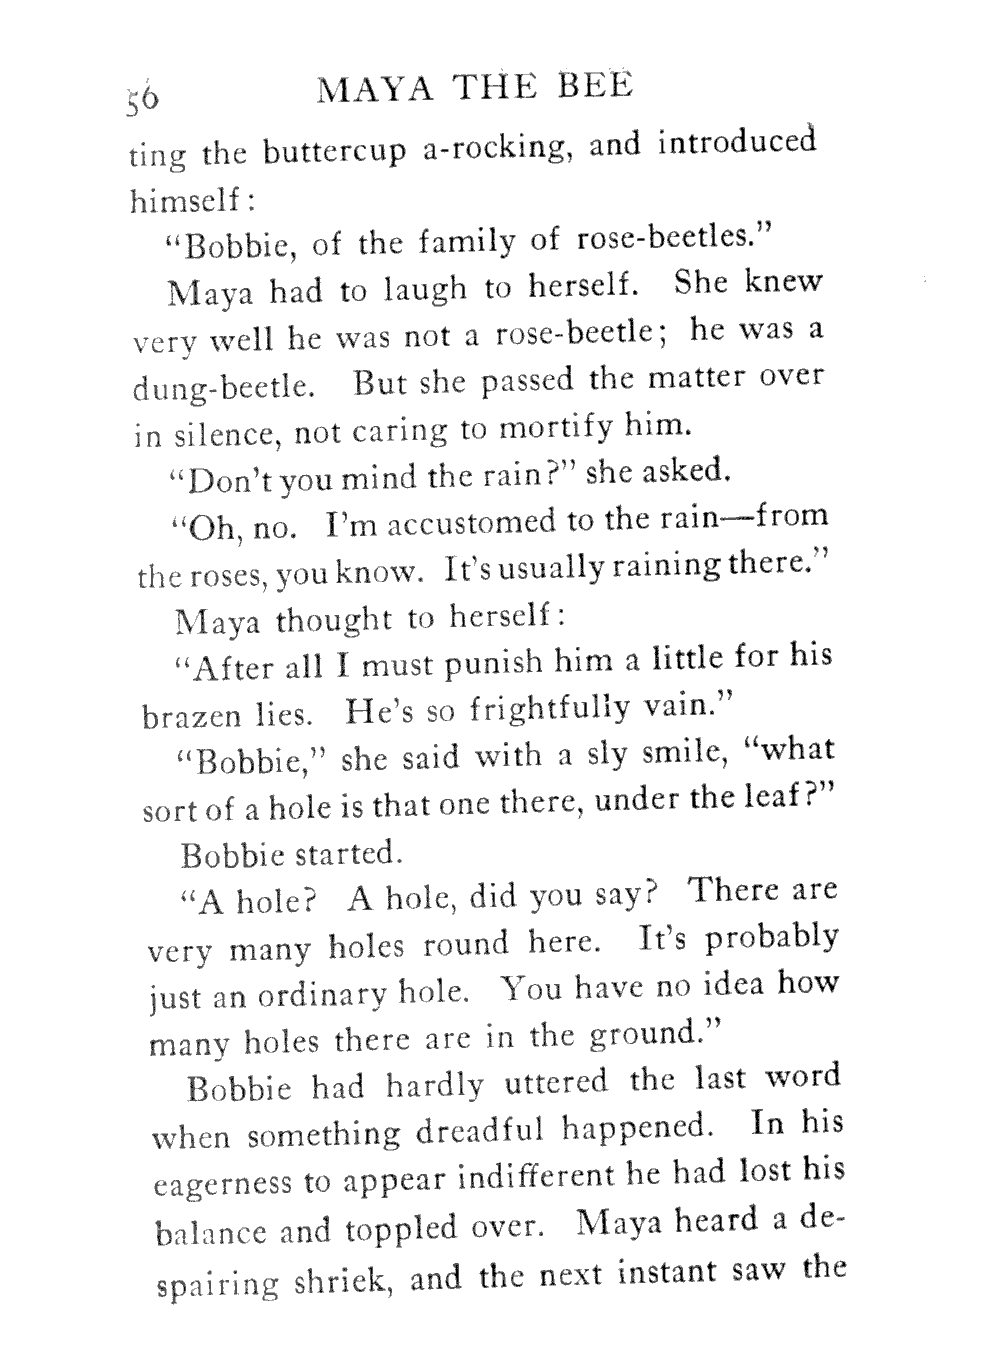 56 MAYA THE BEE
ting the buttercup a-rocking, and introduced
himself:
“Bobbie, of the family of rose-beetles.”
Maya had to laugh to herself. She knew
very well he was not a rose-beetle; he was a
dung-beetle. But she passed the matter over
in silence, not caring to mortify him.
“Don’t you mind the rain?” she asked.
“Oh, no. I’m accustomed to the rain—from
the roses, you know. It’s usually raining there.”
Maya thought to herself:
“After all I must punish him a little for his
brazen lies. He’s so frightfully vain.”
“Bobbie,” she said with a sly smile, “what
sort of a hole is that one there, under the leaf?”
Bobbie started.
“A hole? A hole, did you say? There are
very many holes round here. It’s probably
just an ordinary hole. You have no idea how
many holes there are in the ground.”
Bobbie had hardly uttered the last word
when something dreadful happened. In his
eagerness to appear indifferent he had lost his
balance and toppled over. Maya heard a de-
spairing shriek, and the next instant saw the